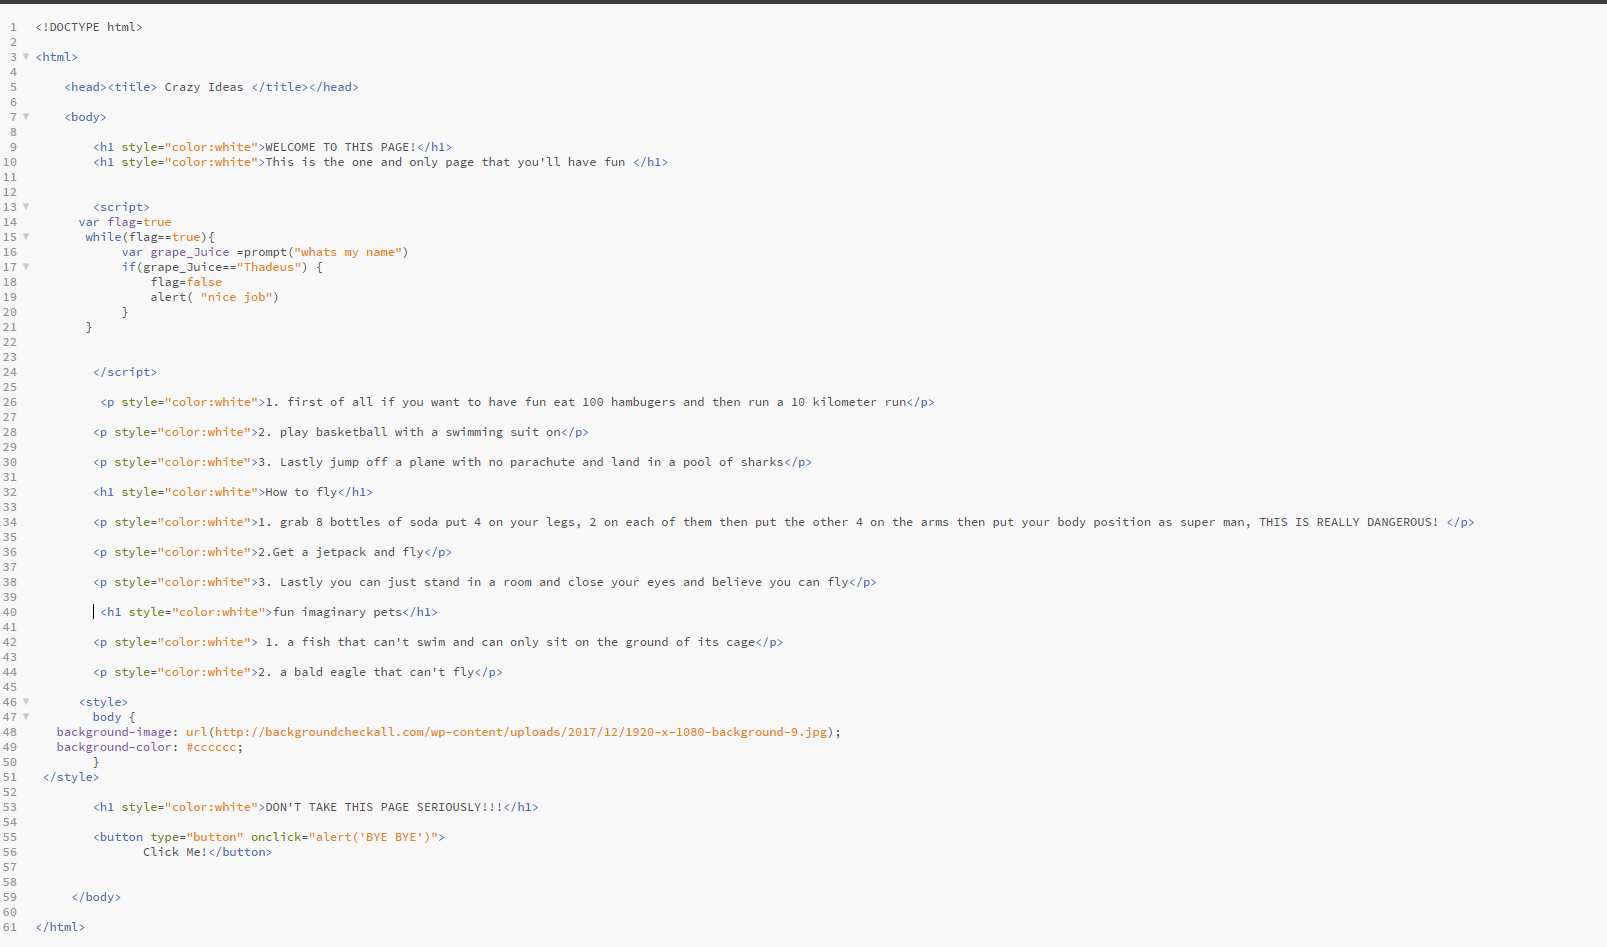 1 <!DOCTYPE html>
2
3 <html>
4
5 <head><title> Crazy Ideas </title></head>
6
7 <body>
8
9 <h1 style="color:white">WELCOME TO THIS PAGE!</h1>
10 <h1 style="color:white">This is the one and only page that you'll have fun </h1>
11
12
13 <script>
14 var flag=true
15 while(flag==true){
16 var grape_Juice =prompt("whats my name")
17 if(grape_Juice=="Thadeus") {
18 flag=false
19 alert( "nice job")
20 }
21 }
22
23
24 </script>
25
26 <p style="color:white">1. first of all if you want to have fun eat 100 hambugers and then run a 10 kilometer run</p>
27
28 <p style="color:white">2. play basketball with a swimming suit on</p>
29
30 <p style="color:white">3. Lastly jump off a plane with no parachute and land in a pool of sharks</p>
31
32 <h1 style="color:white">How to fly</h1>
33
34 <p style="color:white">1. grab 8 bottles of soda put 4 on your legs, 2 on each of them then put the other 4 on the arms then put your body position as super man, THIS IS REALLY DANGEROUS! </p>
35
36 <p style="color:white">2.Get a jetpack and fly</p>
37
38 <p style="color:white">3. Lastly you can just stand in a room and close your eyes and believe you can fly</p>
39
40 <h1 style="color:white">fun imaginary pets</h1>
41
42 <p style="color:white"> 1. a fish that can't swim and can only sit on the ground of its cage</p>
43
44 <p style="color:white">2. a bald eagle that can't fly</p>
45
46 <style>
47 body {
48 background-image: url(http://backgroundcheckall.com/wp-content/uploads/2017/12/1920-x-1080-background-9.jpg);
49 background-color: #cccccc;
50 }
51 </style>
52
53 <h1 style="color:white">DON'T TAKE THIS PAGE SERIOUSLY!!!</h1>
54
55 <button type="button" onclick="alert('BYE BYE')">
56 Click Me!</button>
57
58
59 </body>
60
61 </html>